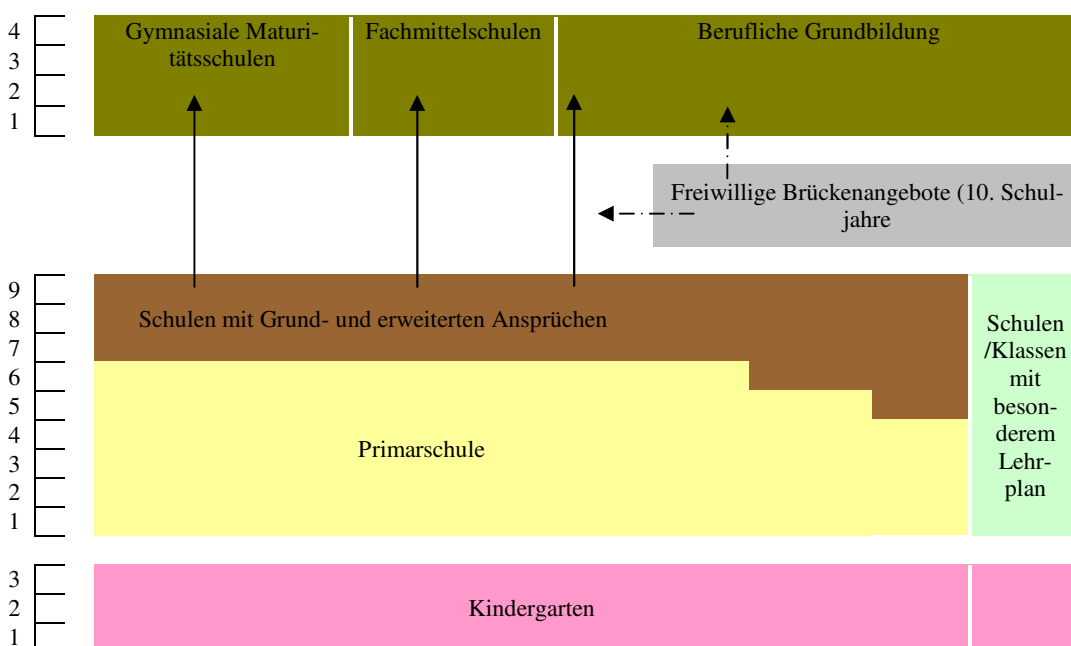 4
3
2
1
Gymnasiale Maturi-
tätsschulen
Fachmittelschulen
Berufliche Grundbildung
Freiwillige Brückenangebote (10. Schul-
jahre
9
8
7
6
5
4
3
2
1
Schulen mit Grund- und erweiterten Ansprüchen
Primarschule
Schulen
/Klassen
mit
beson-
derem
Lehr-
plan
3
2
1
Kindergarten